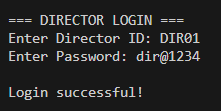 === DIRECTOR LOGIN ===
Enter Director ID: DIR01
Enter Password: dir@1234
Login successful!